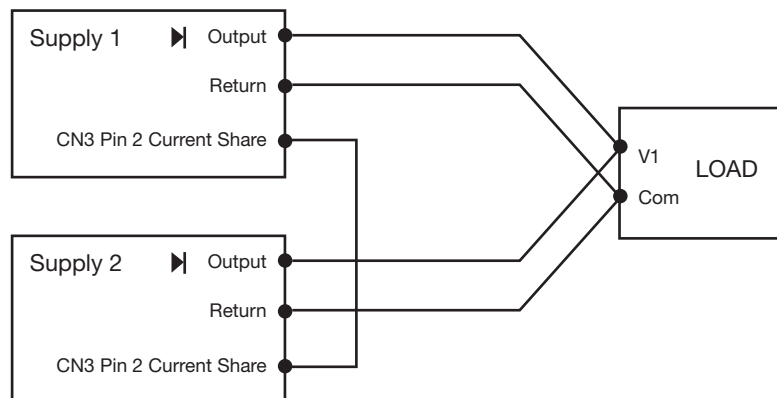 Supply 1
Output
Return
CN3 Pin 2 Current Share
V1
LOAD
Com
Supply 2
Output
Return
CN3 Pin 2 Current Share